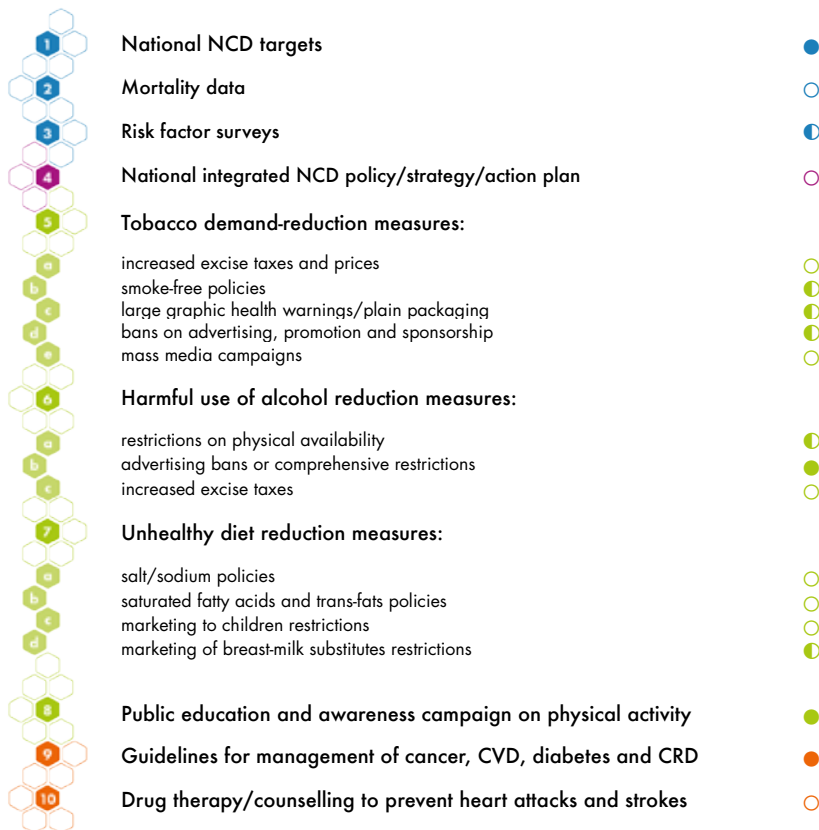 1 National NCD targets
2 Mortality data
3 Risk factor surveys
4 National integrated NCD policy/strategy/action plan
5 Tobacco demand-reduction measures:
a increased excise taxes and prices
b smoke-free policies
c large graphic health warnings/plain packaging
d bans on advertising, promotion and sponsorship
e mass media campaigns
6 Harmful use of alcohol reduction measures:
a restrictions on physical availability
b advertising bans or comprehensive restrictions
c increased excise taxes
7 Unhealthy diet reduction measures:
a salt/sodium policies
b saturated fatty acids and trans-fats policies
c marketing to children restrictions
d marketing of breast-milk substitutes restrictions
8 Public education and awareness campaign on physical activity
9 Guidelines for management of cancer, CVD, diabetes and CRD
10 Drug therapy/counselling to prevent heart attacks and strokes